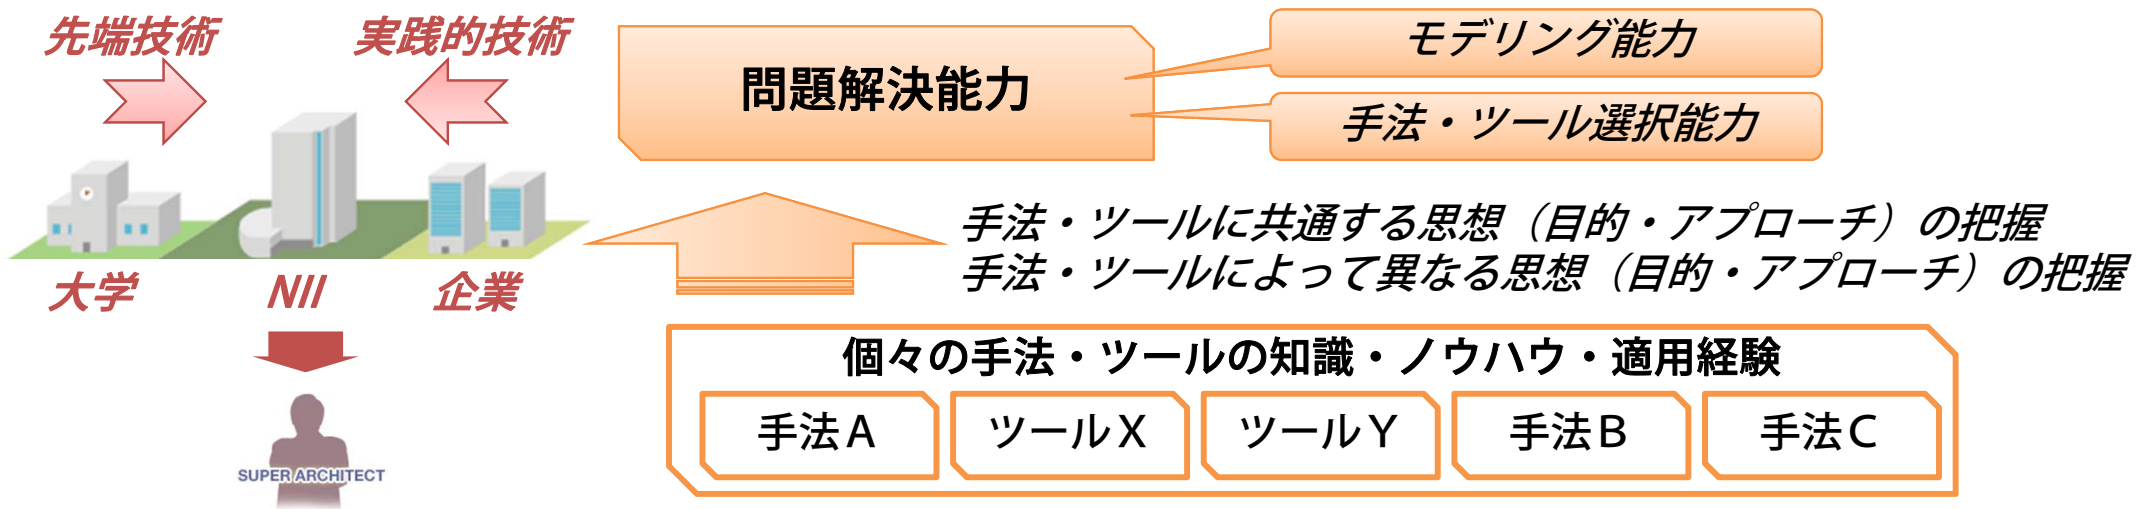 先端技術
実践的技術
大学
NII
企業
SUPER ARCHITECT
問題解決能力
モデリング能力
手法・ツール選択能力
手法・ツールに共通する思想（目的・アプローチ）の把握
手法・ツールによって異なる思想（目的・アプローチ）の把握
個々の手法・ツールの知識・ノウハウ・適用経験
手法Ａ
ツールＸ
ツールＹ
手法Ｂ
手法Ｃ